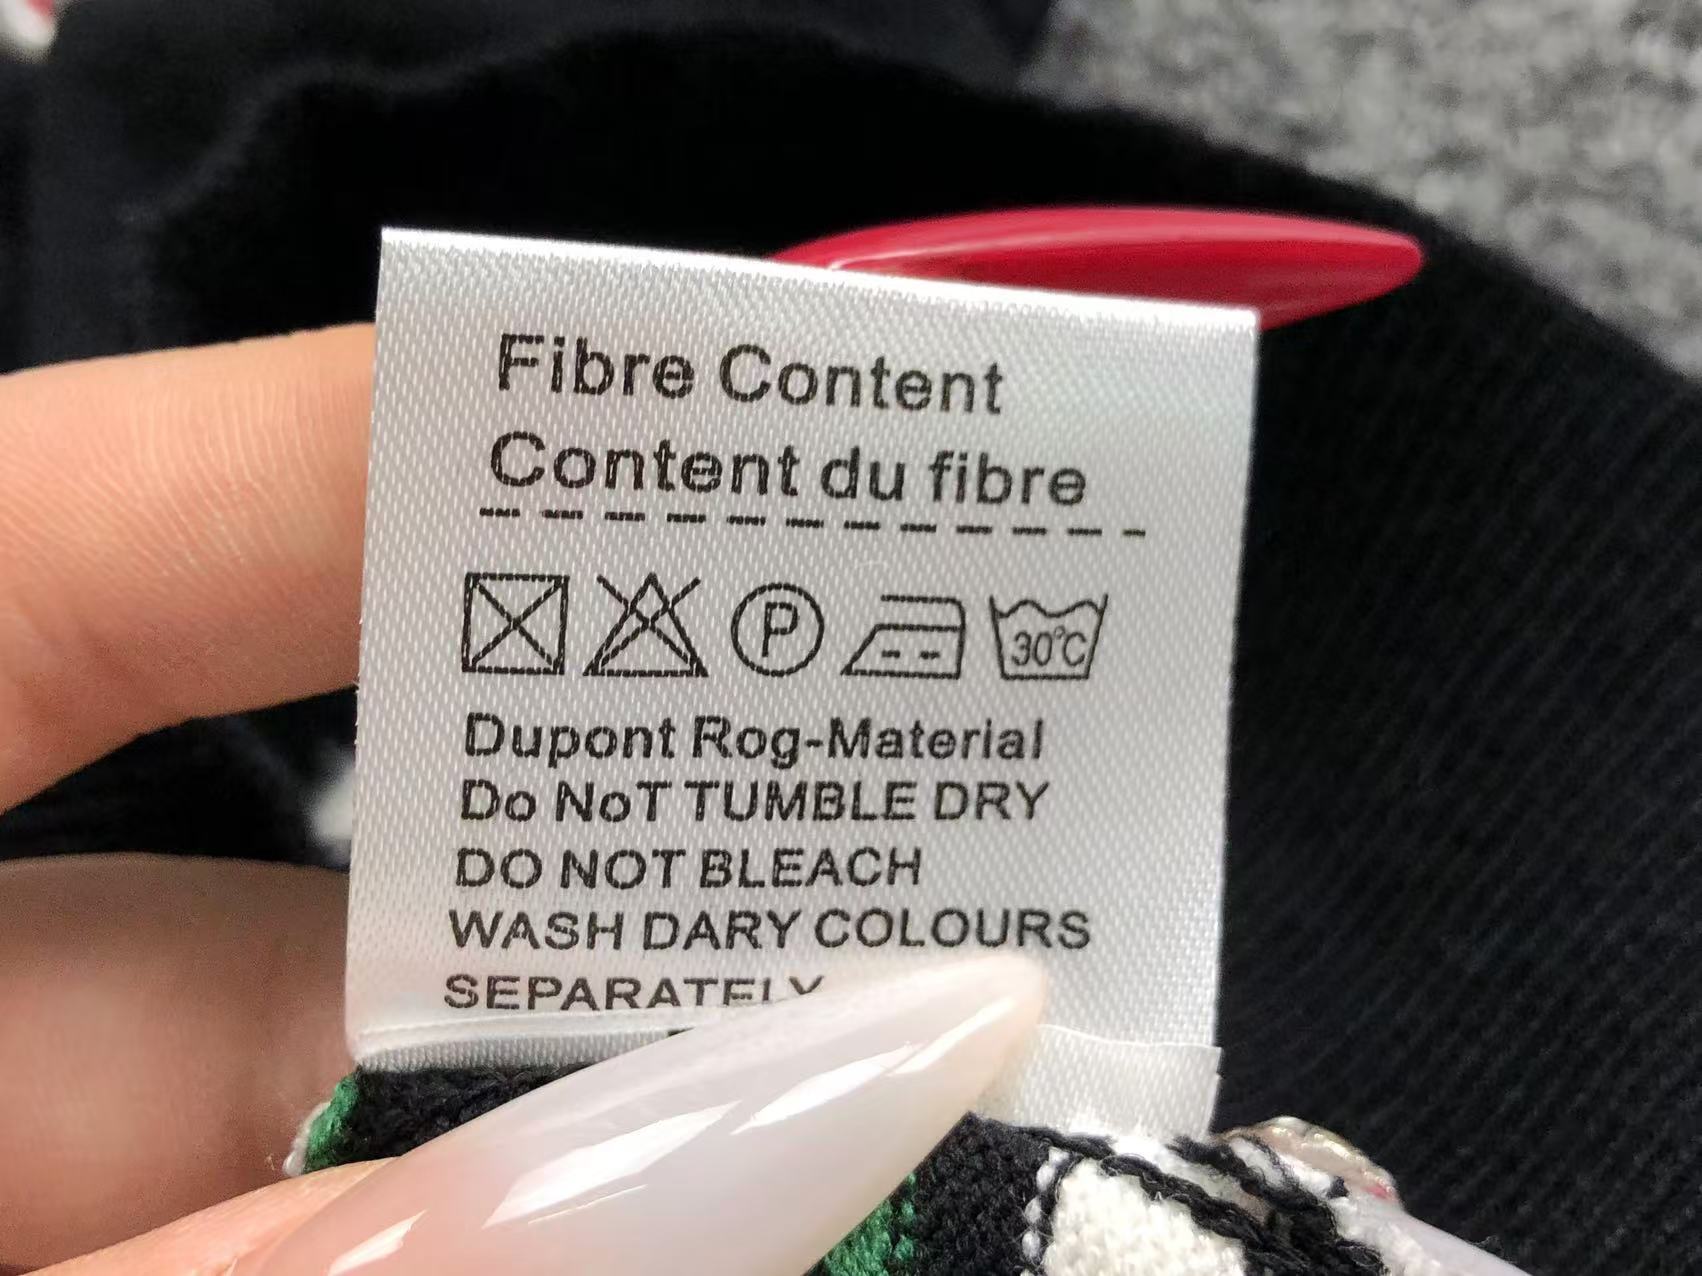 Fibre Content
Content du fibre
P 30°C
Dupont Rog-Material
Do NoT TUMBLE DRY
DO NOT BLEACH
WASH DARY COLOURS
SEPARATELY